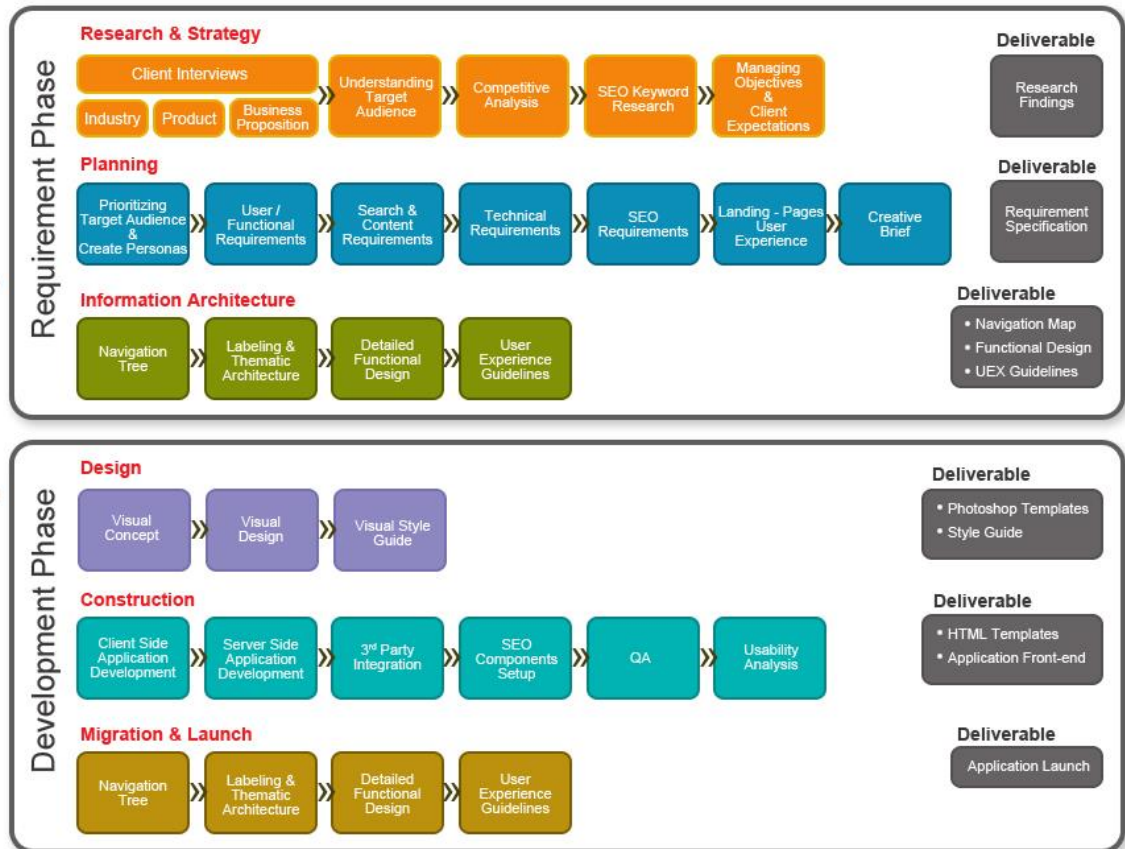 Requirement Phase
Research & Strategy
Client Interviews
Industry
Product
Business
Proposition
Understanding
Target
Audience
Competitive
Analysis
SEO Keyword
Research
Managing
Objectives
&
Client
Expectations
Deliverable
Research
Findings
Planning
Prioritizing
Target Audience
&
Create Personas
User /
Functional
Requirements
Search &
Content
Requirements
Technical
Requirements
SEO
Requirements
Landing - Pages
User
Experience
Creative
Brief
Deliverable
Requirement
Specification
Information Architecture
Navigation
Tree
Labeling &
Thematic
Architecture
Detailed
Functional
Design
User
Experience
Guidelines
Deliverable
• Navigation Map
• Functional Design
• UEX Guidelines
Development Phase
Design
Visual
Concept
Visual
Design
Visual Style
Guide
Deliverable
• Photoshop Templates
• Style Guide
Construction
Client Side
Application
Development
Server Side
Application
Development
3rd Party
Integration
SEO
Components
Setup
QA
Usability
Analysis
Deliverable
• HTML Templates
• Application Front-end
Migration & Launch
Navigation
Tree
Labeling &
Thematic
Architecture
Detailed
Functional
Design
User
Experience
Guidelines
Deliverable
Application Launch